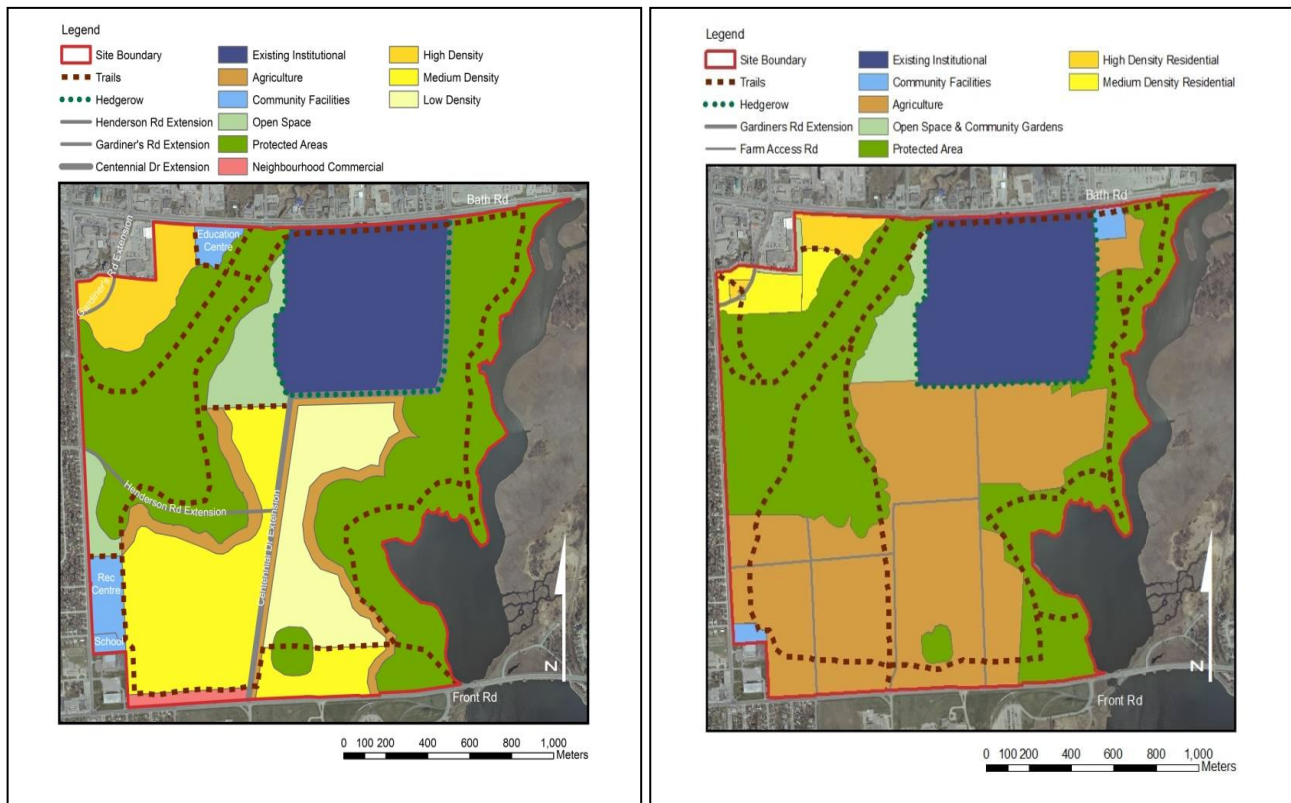 Legend
Site Boundary
Trails
Hedgerow
Henderson Rd Extension
Gardiner's Rd Extension
Centennial Dr Extension
Existing Institutional
Agriculture
Community Facilities
Open Space
Protected Areas
Neighbourhood Commercial
High Density
Medium Density
Low Density
Bath Rd
Education
Centre
Gardiner's Rd Extension
Henderson Rd Extension
Centennial Dr Extension
Rec
Centre
School
Front Rd
N
0 100 200 400 600 800 1,000
Meters
Legend
Site Boundary
Trails
Hedgerow
Gardiners Rd Extension
Farm Access Rd
Existing Institutional
Community Facilities
Agriculture
Open Space & Community Gardens
Protected Area
High Density Residential
Medium Density Residential
Bath Rd
Front Rd
N
0 100 200 400 600 800 1,000
Meters